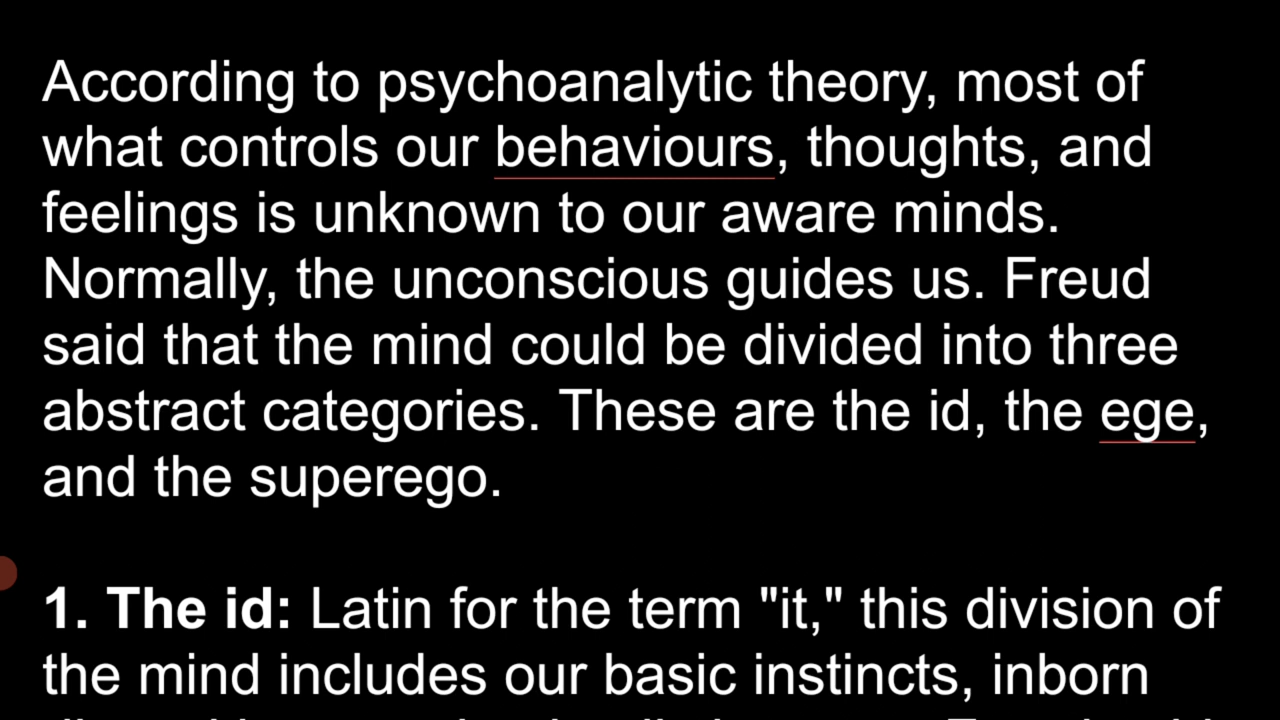 According to psychoanalytic theory, most of
what controls our behaviours, thoughts, and
feelings is unknown to our aware minds.
Normally, the unconscious guides us. Freud
said that the mind could be divided into three
abstract categories. These are the id, the ege,
and the superego.
1. The id: Latin for the term "it," this division of
the mind includes our basic instincts, inborn